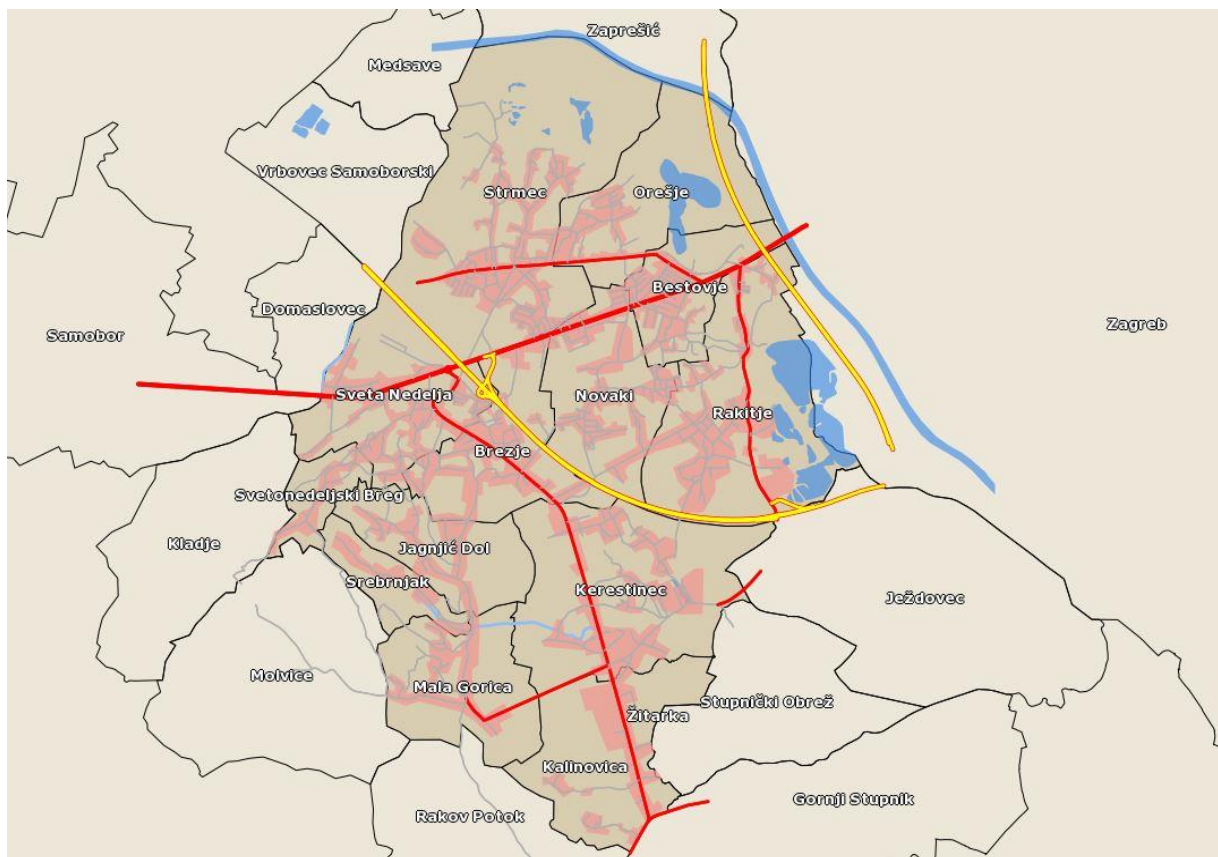 Zaprešić
Medsave
Vrbovec Samoborski
Strmec
Orešje
Bestovje
Domaslovec
Zagreb
Samobor
Sveta Nedelja
Novaki
Rakitje
Brezje
Svetonedeljski Breg
Kladje
Jagnjić Dol
Srebrnjak
Kerestinec
Ježdovec
Molvice
Mala Gorica
Stupnički Obrež
Žitarka
Kalinovica
Gornji Stupnik
Rakov Potok